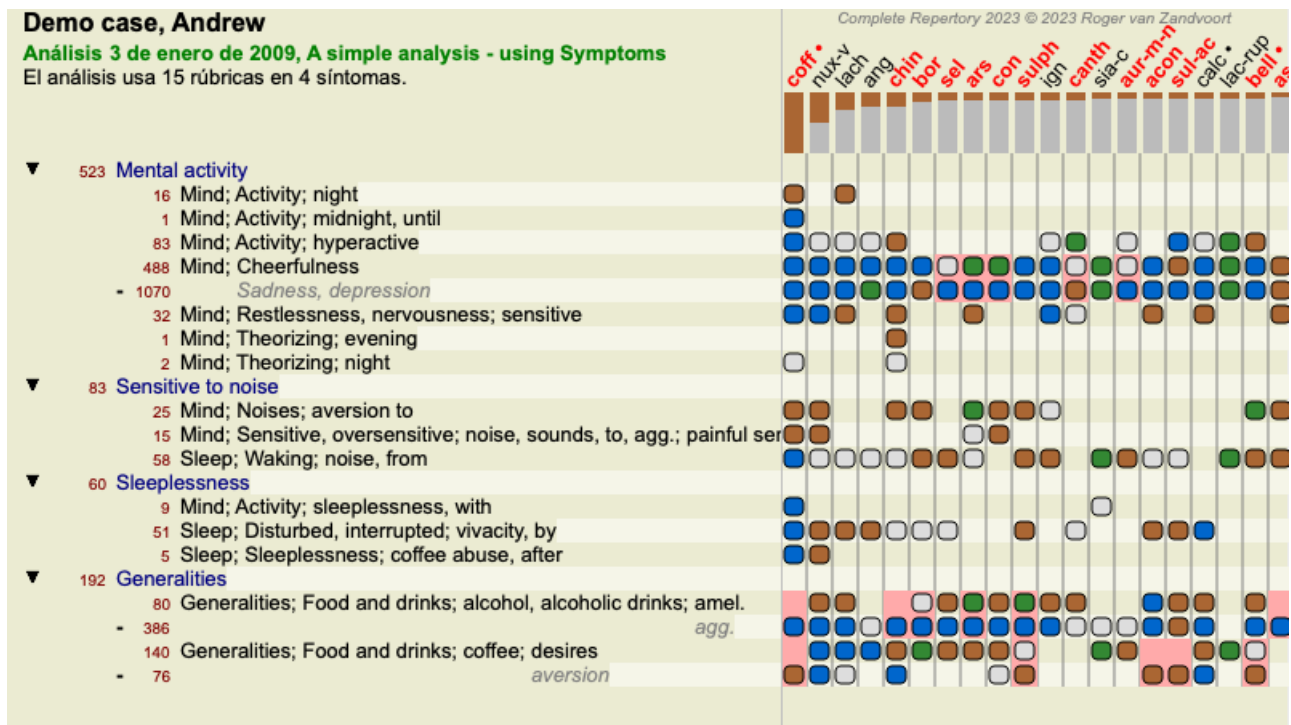 Demo case, Andrew
Complete Repertory 2023 © 2023 Roger van Zandvoort
Análisis 3 de enero de 2009, A simple analysis - using Symptoms
El análisis usa 15 rúbricas en 4 síntomas.
coff • nux-v lach ang chin bor sel ars con sulph ign canth sia-c aur-m-n acon sul-ac calc • lac-rup bell •
523 Mental activity
16 Mind; Activity; night
1 Mind; Activity; midnight, until
83 Mind; Activity; hyperactive
488 Mind; Cheerfulness
- 1070 Sadness, depression
32 Mind; Restlessness, nervousness; sensitive
1 Mind; Theorizing; evening
2 Mind; Theorizing; night
83 Sensitive to noise
25 Mind; Noises; aversion to
15 Mind; Sensitive, oversensitive; noise, sounds, to, agg.; painful ser
58 Sleep; Waking; noise, from
60 Sleeplessness
9 Mind; Activity; sleeplessness, with
51 Sleep; Disturbed, interrupted; vivacity, by
5 Sleep; Sleeplessness; coffee abuse, after
192 Generalities
80 Generalities; Food and drinks; alcohol, alcoholic drinks; amel.
- 386 agg.
140 Generalities; Food and drinks; coffee; desires
- 76 aversion